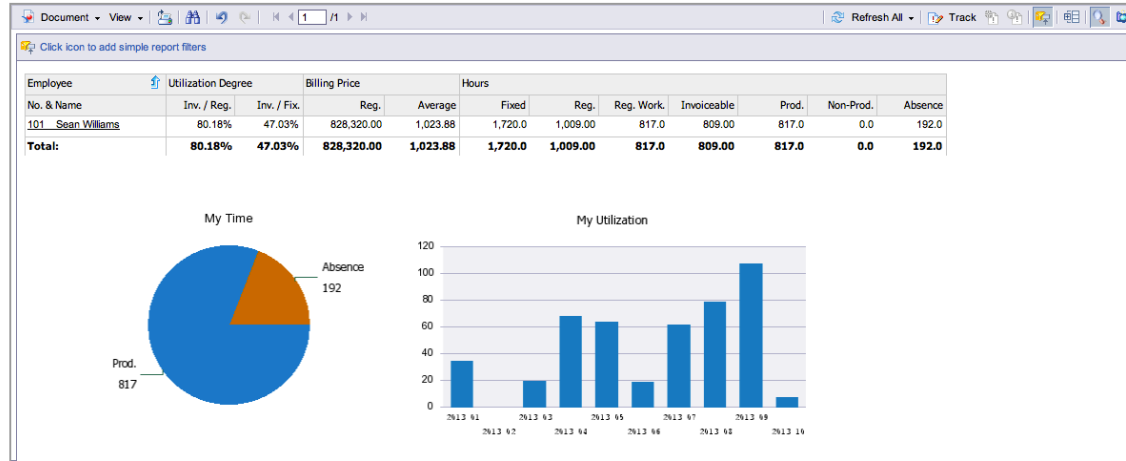 Document View 1 /1 Refresh All Track
Click icon to add simple report filters
Employee Utilization Degree Billing Price Hours
No. & Name Inv. / Reg. Inv. / Fix. Reg. Average Fixed Reg. Reg. Work. Invoiceable Prod. Non-Prod. Absence
101 Sean Williams 80.18% 47.03% 828,320.00 1,023.88 1,720.0 1,009.00 817.0 809.00 817.0 0.0 192.0
Total: 80.18% 47.03% 828,320.00 1,023.88 1,720.0 1,009.00 817.0 809.00 817.0 0.0 192.0
My Time
Absence
192
Prod.
817
My Utilization
120
100
80
60
40
20
0
2013 01 2013 03 2013 05 2013 07 2013 09
2013 02 2013 04 2013 06 2013 08 2013 10